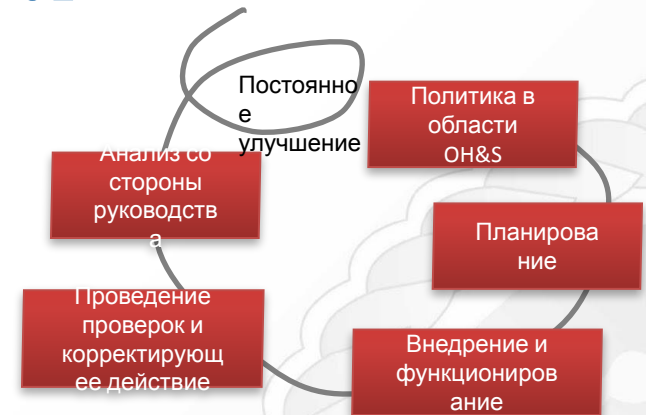 Постоянно
е
улучшение
Политика в
области
OH&S
Планирова
ние
Внедрение и
функциониров
ание
Проведение
проверок и
корректирующ
ее действие
Анализ со
стороны
руководств
а